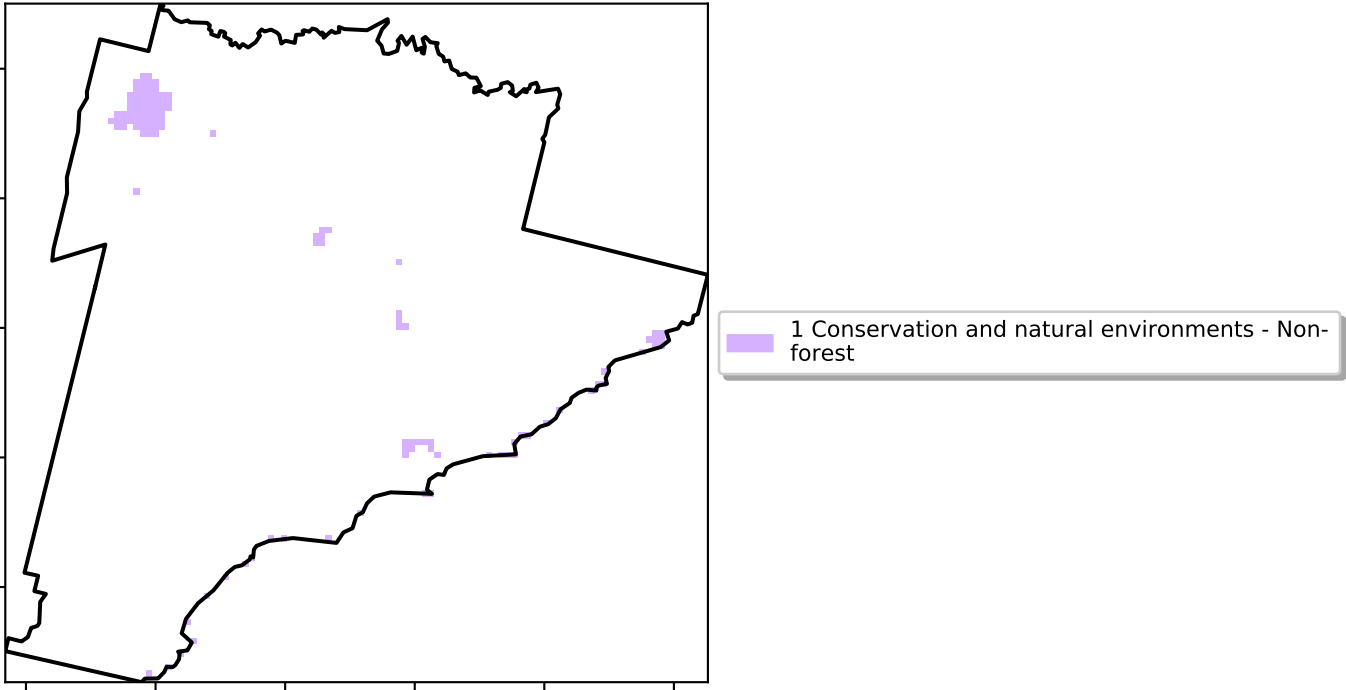 1 Conservation and natural environments - Non-
forest